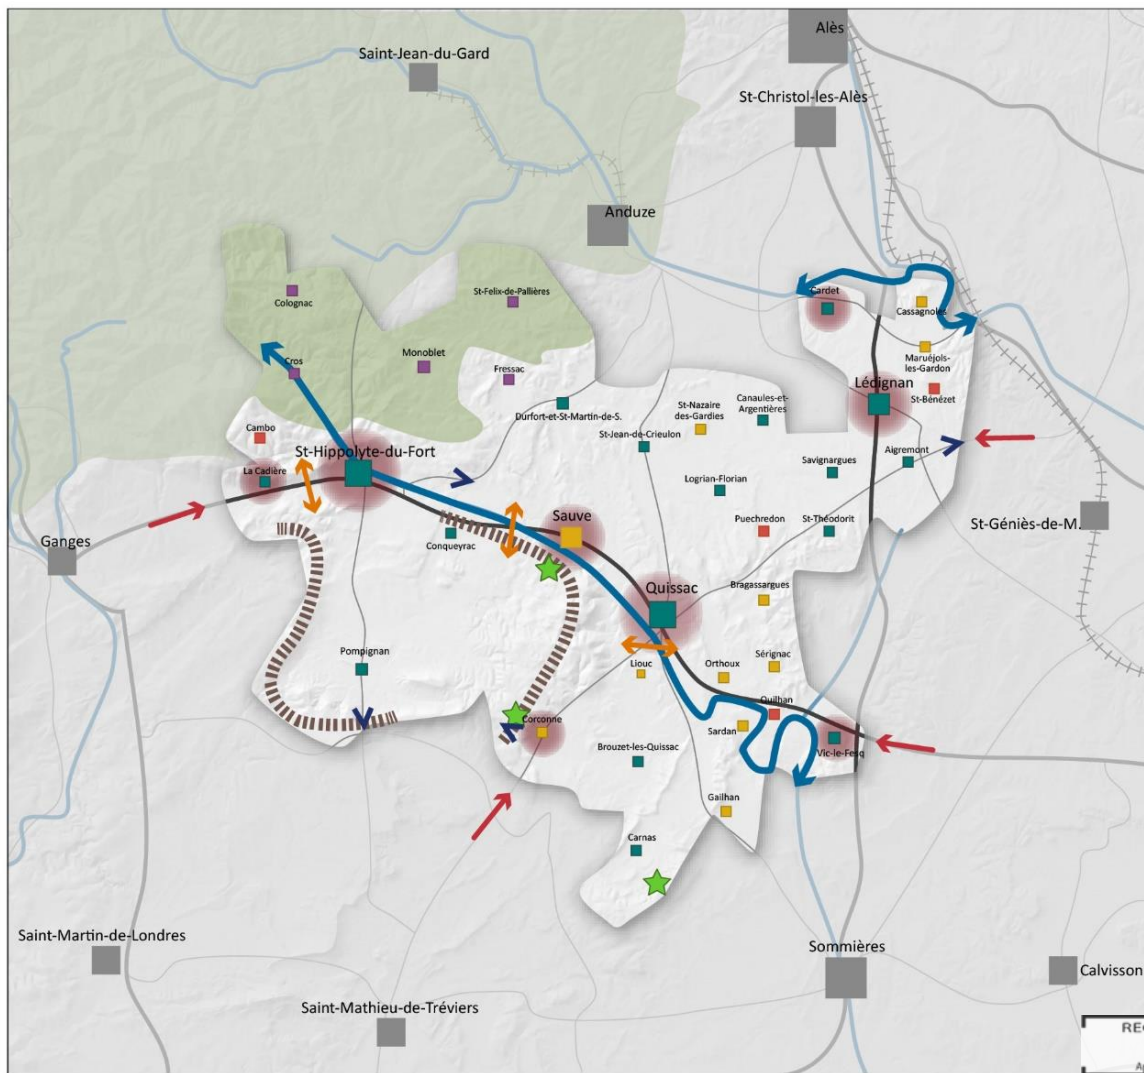 Alès
Saint-Jean-du-Gard
St-Christol-les-Alès
Anduze
Colognac
St-Felix-de-Pallières
Cardet
Cassagnoles
Monoblet
Cros
Fressac
Maruéjols-
les-Gardon
Lédignan
St-Bénézet
Durfort-et-St-Martin-de-S.
St-Nazaire
des-Gardies
Canaules-et-
Argentières
Cambo
St-Hippolyte-du-Fort
St-Jean-de-Crieulon
Aigremont
La Cadière
Savignargues
Logrian-Florian
Ganges
Conqueyrac
Sauve
Puechredon
St-Théodorit
St-Géniès-de-M.
Quissac
Bragassargues
Pompignan
Liouc
Orthoux
Sérignac
Quilhan
Corconne
Sardan
Vic-le-Fesq
Brouzet-les-Quissac
Gailhan
Carnas
Saint-Martin-de-Londres
Sommières
Calvisson
Saint-Mathieu-de-Tréviers